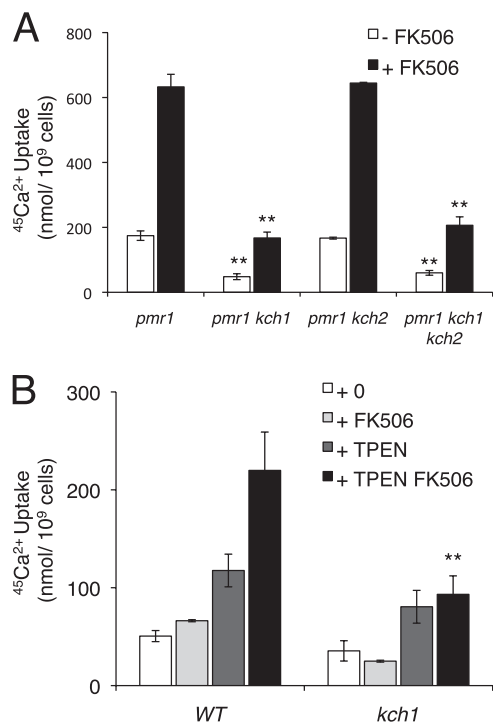 A
- FK506
+ FK506
⁴⁵Ca²⁺ Uptake
(nmol/ 10⁹ cells)
800
600
400
200
0
** ** ** **
pmr1 pmr1 kch1 pmr1 kch2 pmr1 kch1
kch2
B
+ 0
+ FK506
+ TPEN
+ TPEN FK506
⁴⁵Ca²⁺ Uptake
(nmol/ 10⁹ cells)
300
200
100
0
**
WT kch1